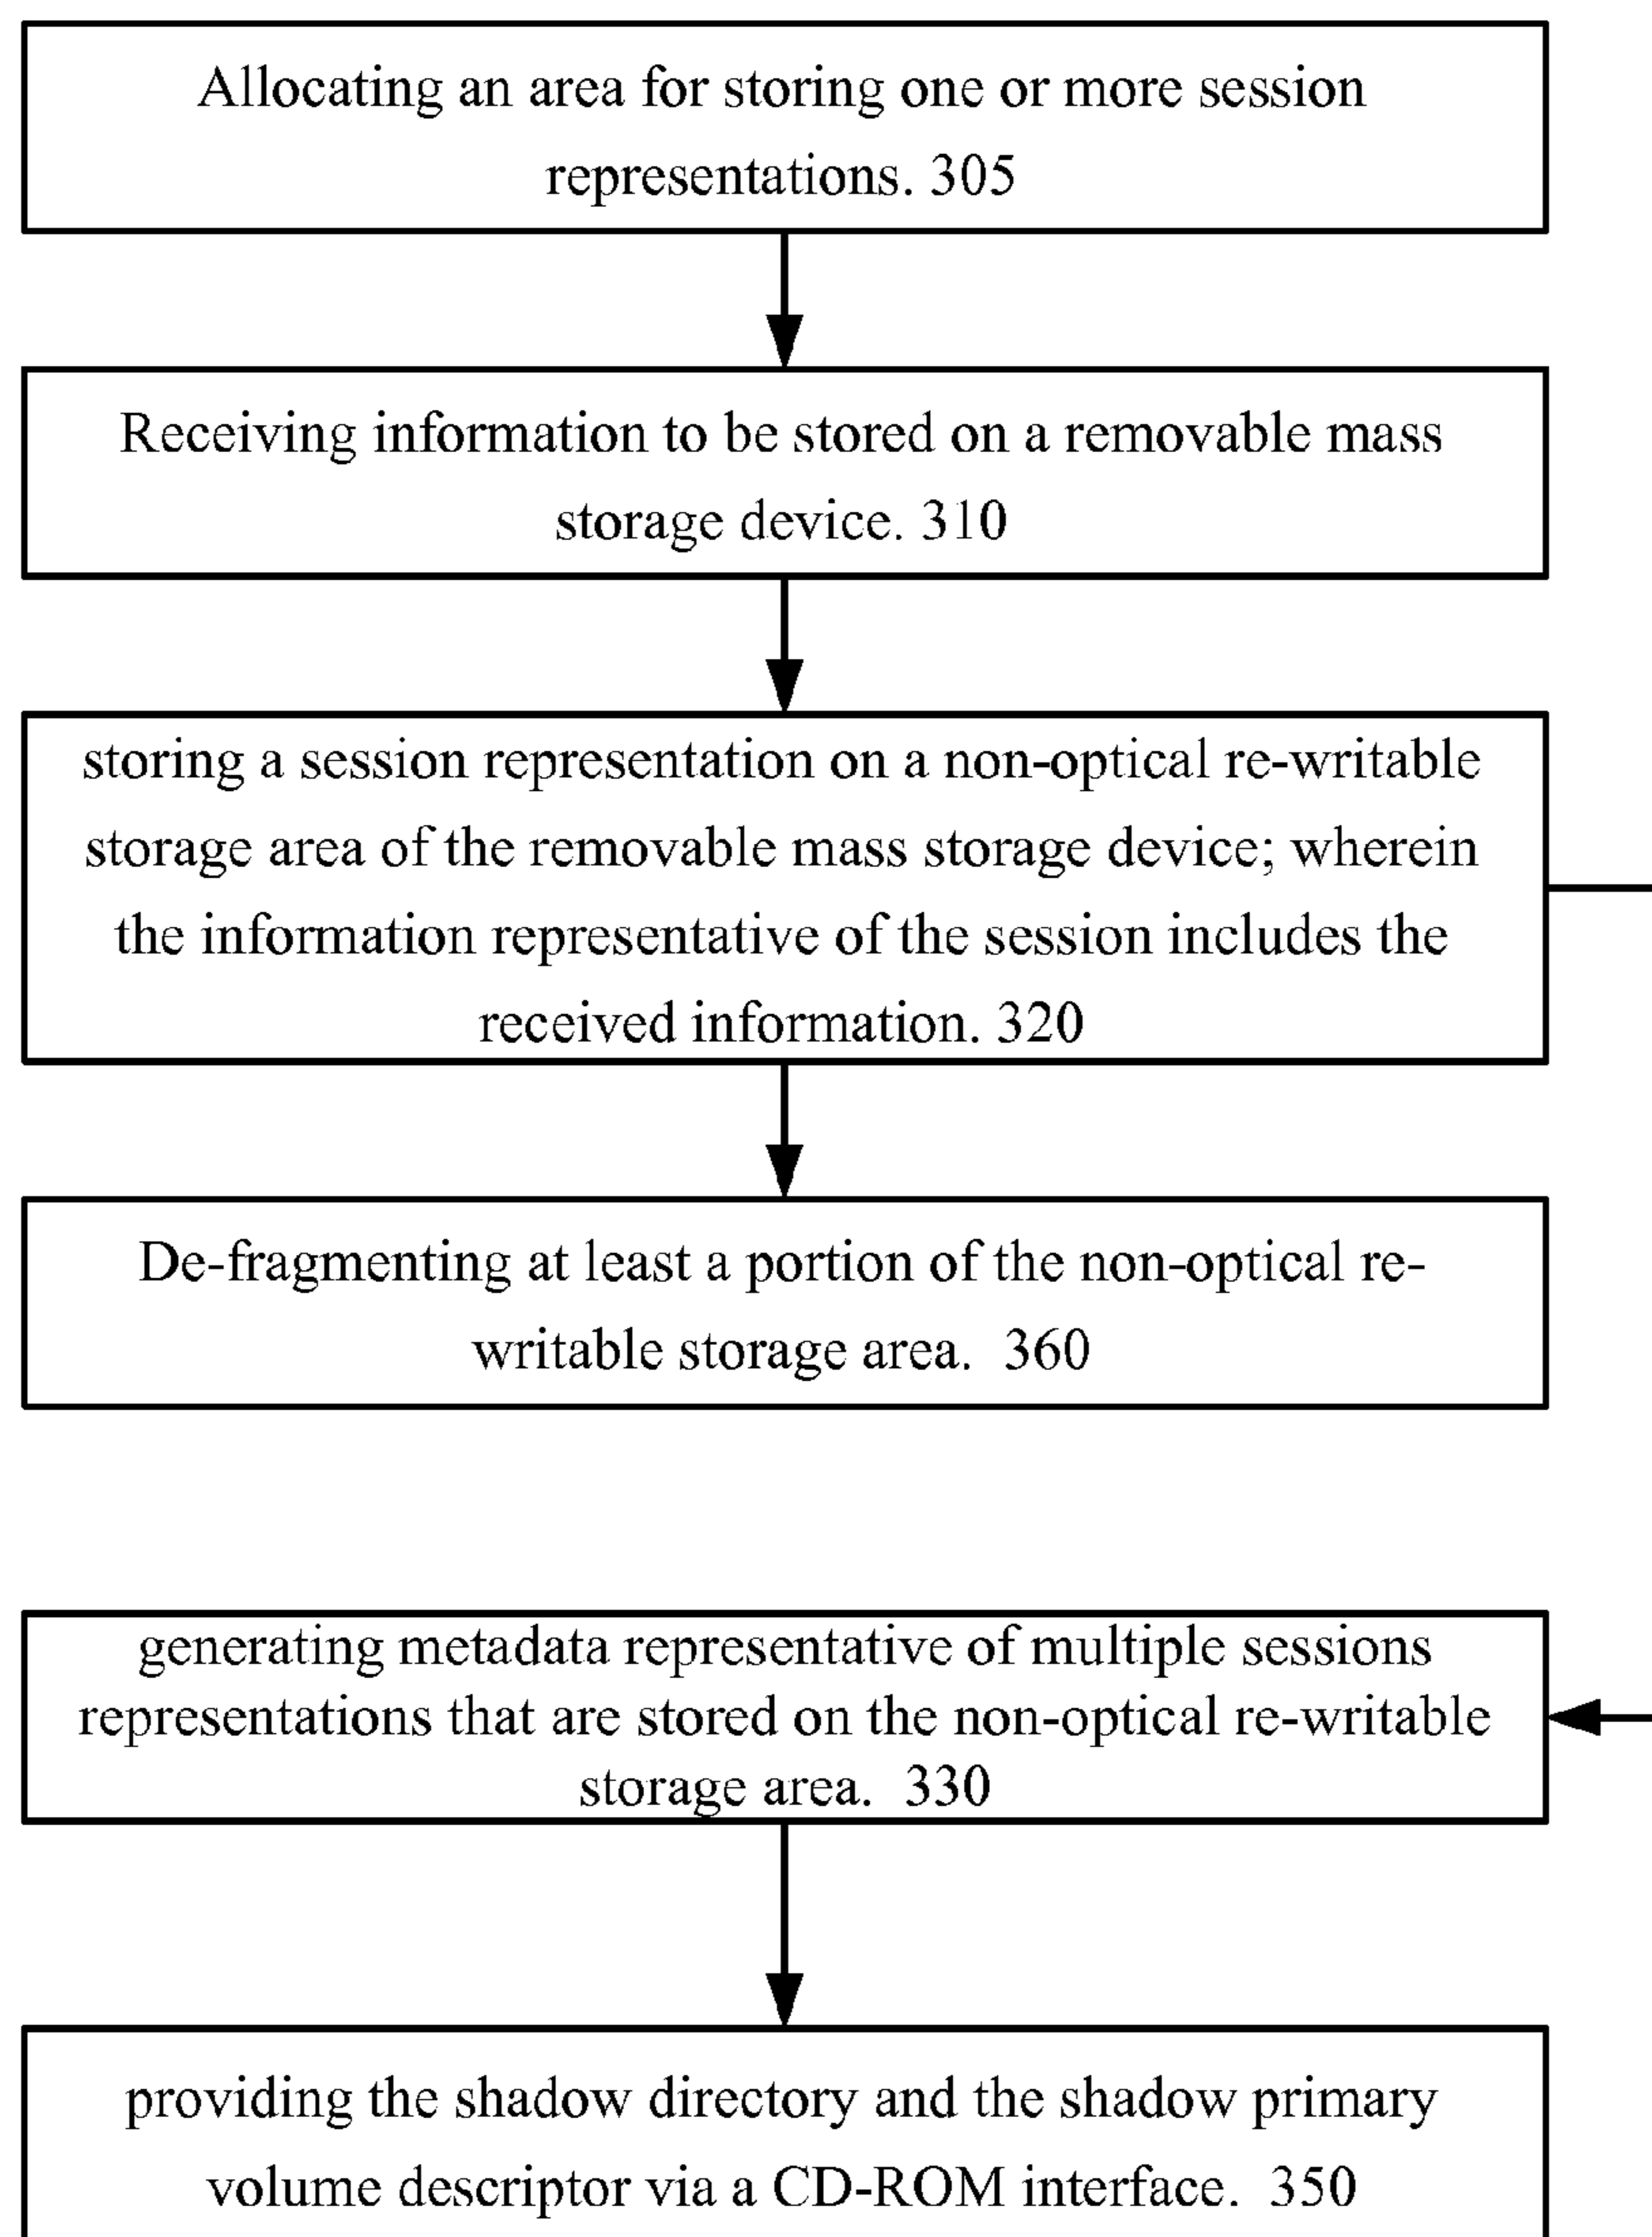 Allocating an area for storing one or more session
representations. 305
Receiving information to be stored on a removable mass
storage device. 310
storing a session representation on a non-optical re-writable
storage area of the removable mass storage device; wherein
the information representative of the session includes the
received information. 320
De-fragmenting at least a portion of the non-optical re-
writable storage area. 360
generating metadata representative of multiple sessions
representations that are stored on the non-optical re-writable
storage area. 330
providing the shadow directory and the shadow primary
volume descriptor via a CD-ROM interface. 350